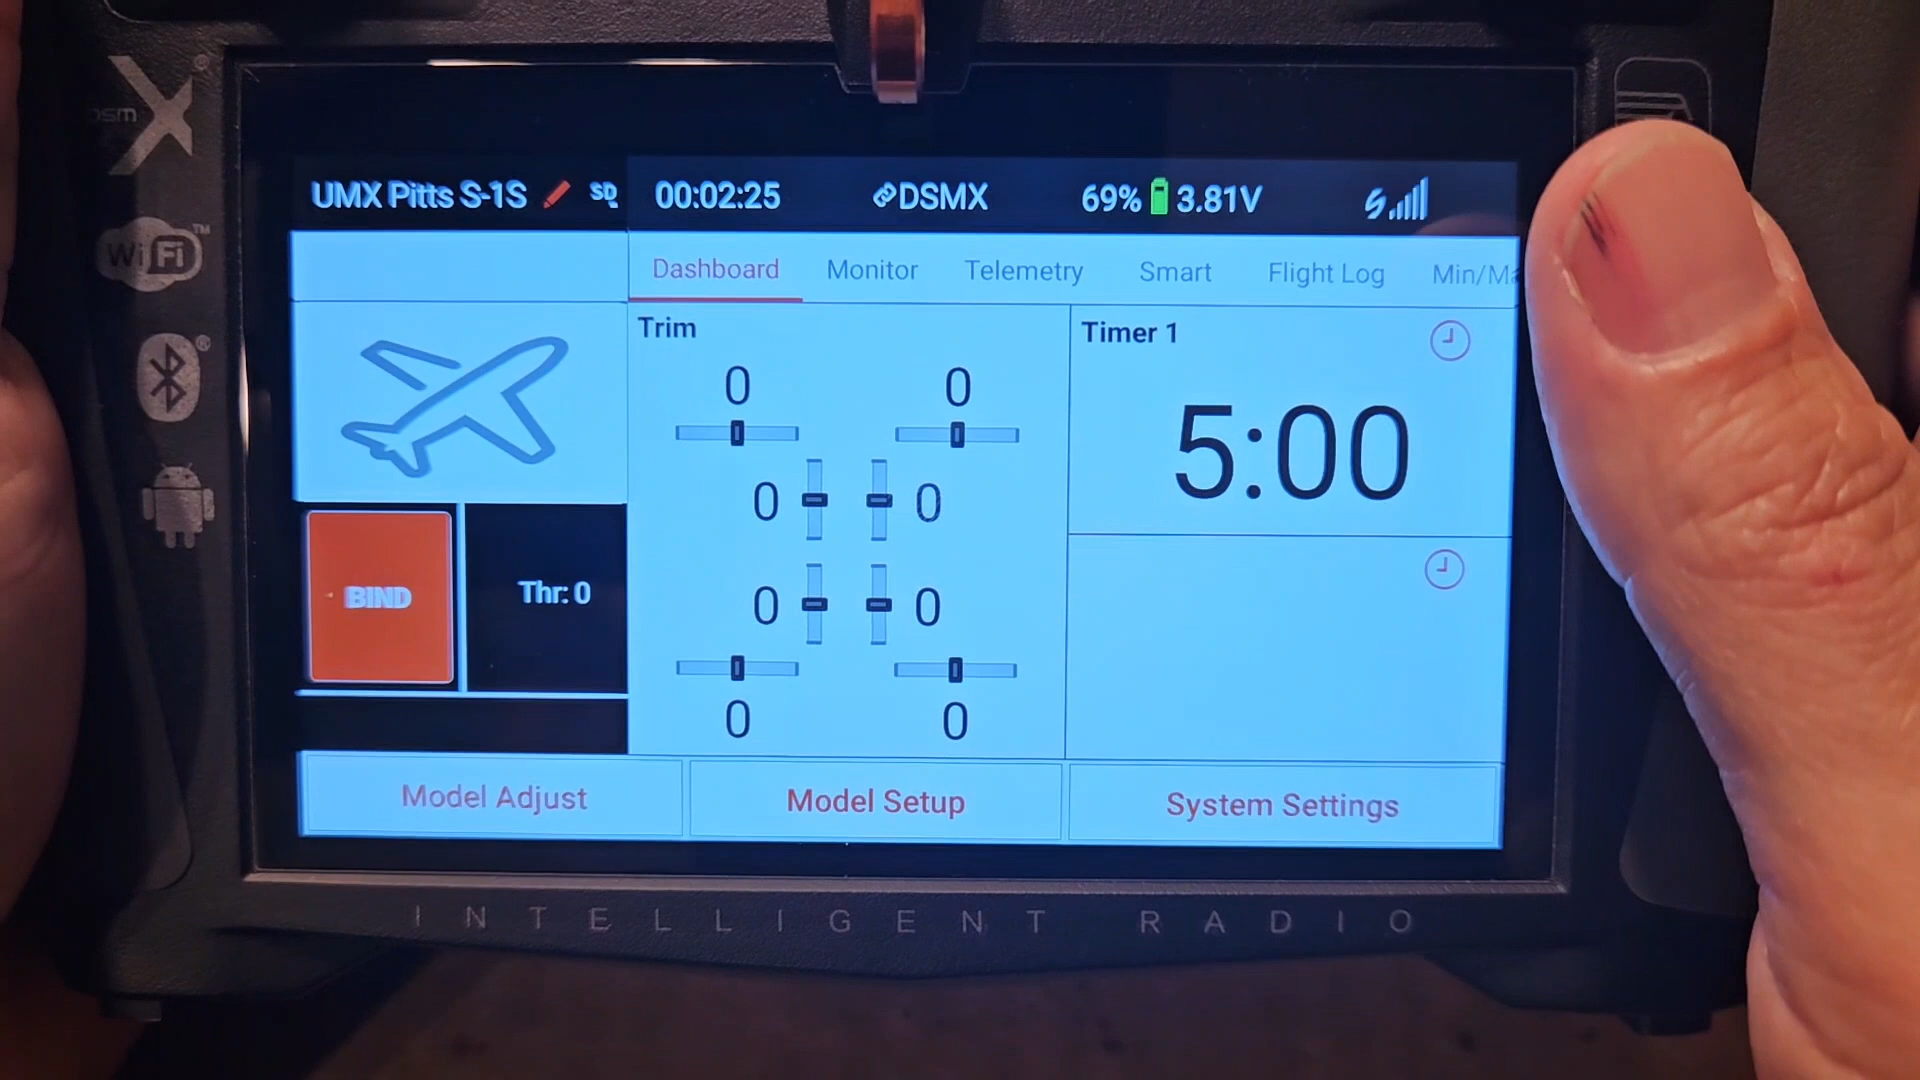 dsm X®
WiFi™
UMX Pitts S-1S SD 00:02:25 DSMX 69% 3.81V
Dashboard Monitor Telemetry Smart Flight Log
Trim
Timer 1
0 0
5:00
0 0
BIND
Thr: 0
0 0
0 0
Model Adjust Model Setup System Settings
INTELLIGENT RADIO